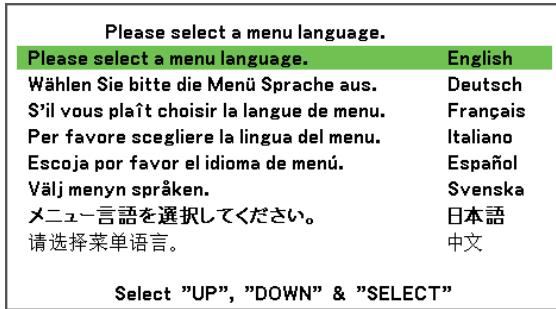 Please select a menu language.
Please select a menu language. English
Wählen Sie bitte die Menü Sprache aus. Deutsch
S'il vous plaît choisir la langue de menu. Français
Per favore scegliere la lingua del menu. Italiano
Escoja por favor el idioma de menú. Español
Välj menyn språken. Svenska
メニュー言語を選択してください。 日本語
请选择菜单语言。 中文
Select "UP", "DOWN" & "SELECT"